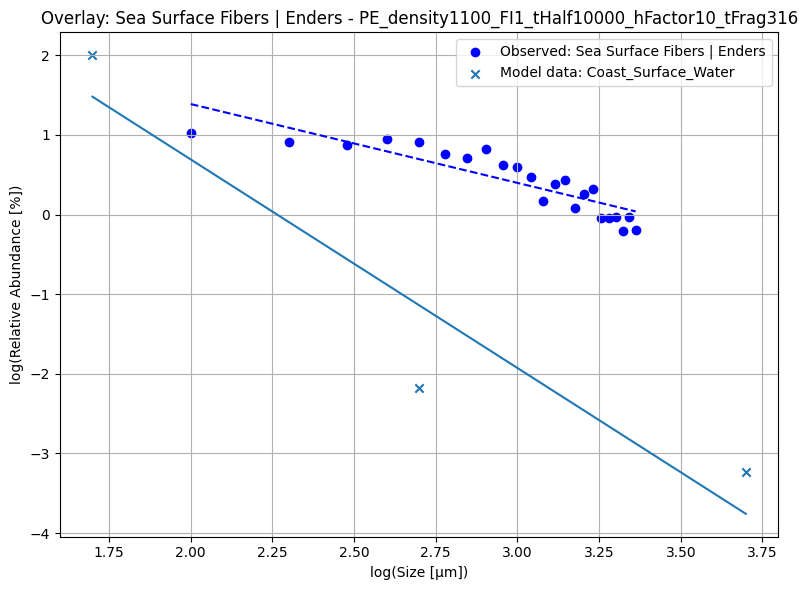 Overlay: Sea Surface Fibers | Enders - PE_density1100_FI1_tHalf10000_hFactor10_tFrag316
Observed: Sea Surface Fibers | Enders
Model data: Coast_Surface_Water
log(Relative Abundance [%])
2
1
0
−1
−2
−3
−4
1.75 2.00 2.25 2.50 2.75 3.00 3.25 3.50 3.75
log(Size [μm])